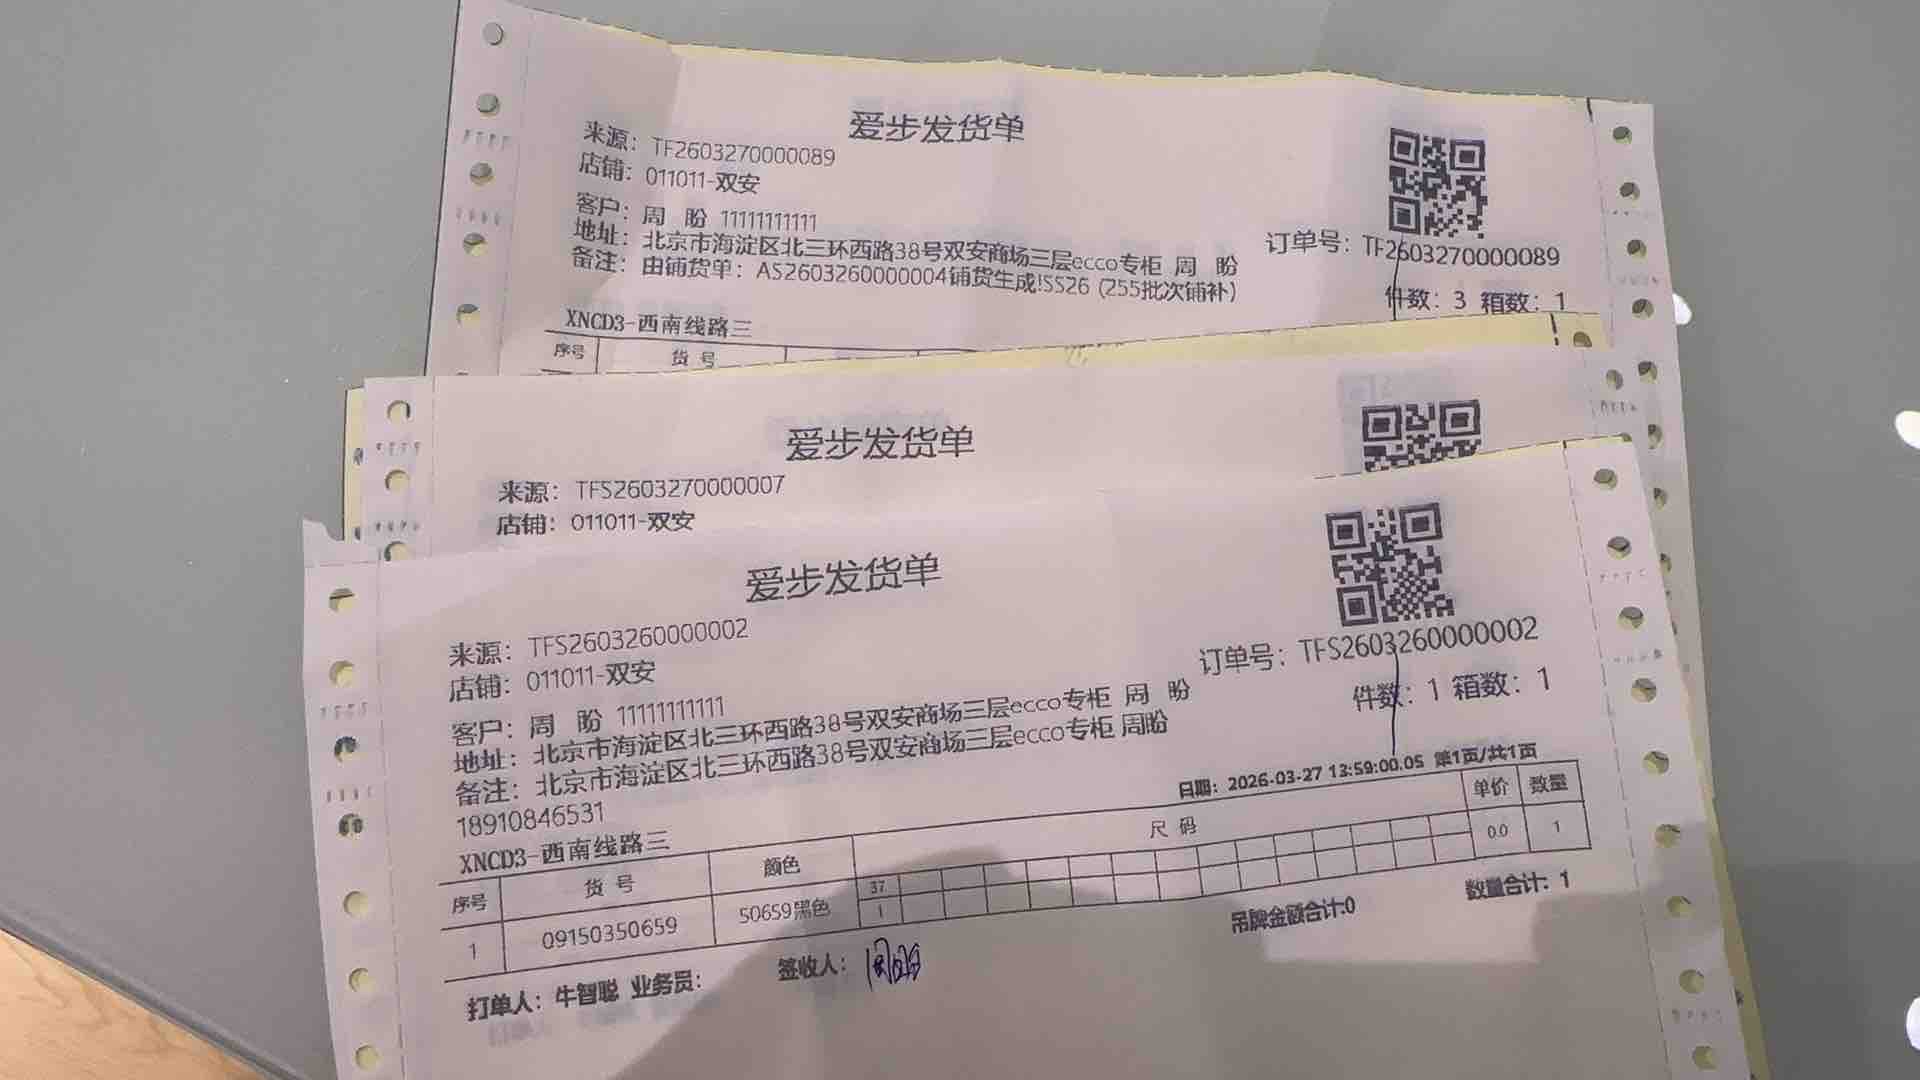 爱步发货单
来源：TF2603270000089
店铺：011011-双安
客户：周 盼 11111111111
地址：北京市海淀区北三环西路38号双安商场三层ecco专柜 周 盼
备注：由铺货单：AS2603260000004铺货生成!SS26 (255批次铺补)
订单号：TF2603270000089
件数：3 箱数：1
XNCD3-西南线路三
序号 货 号
爱步发货单
来源：TFS2603270000007
店铺：011011-双安
爱步发货单
来源：TFS2603260000002
店铺：011011-双安
订单号：TFS2603260000002
客户：周 盼 11111111111
件数：1 箱数：1
地址：北京市海淀区北三环西路38号双安商场三层ecco专柜 周 盼
备注：北京市海淀区北三环西路38号双安商场三层ecco专柜 周盼
18910846531
日期：2026-03-27 13:59:00.05 第1页/共1页
XNCD3-西南线路三
序号 货 号 颜色 尺 码 单价 数量
37
1 09150350659 50659黑色 1 0.0 1
吊牌金额合计:0 数量合计：1
打单人：牛智聪 业务员： 签收人：周盼